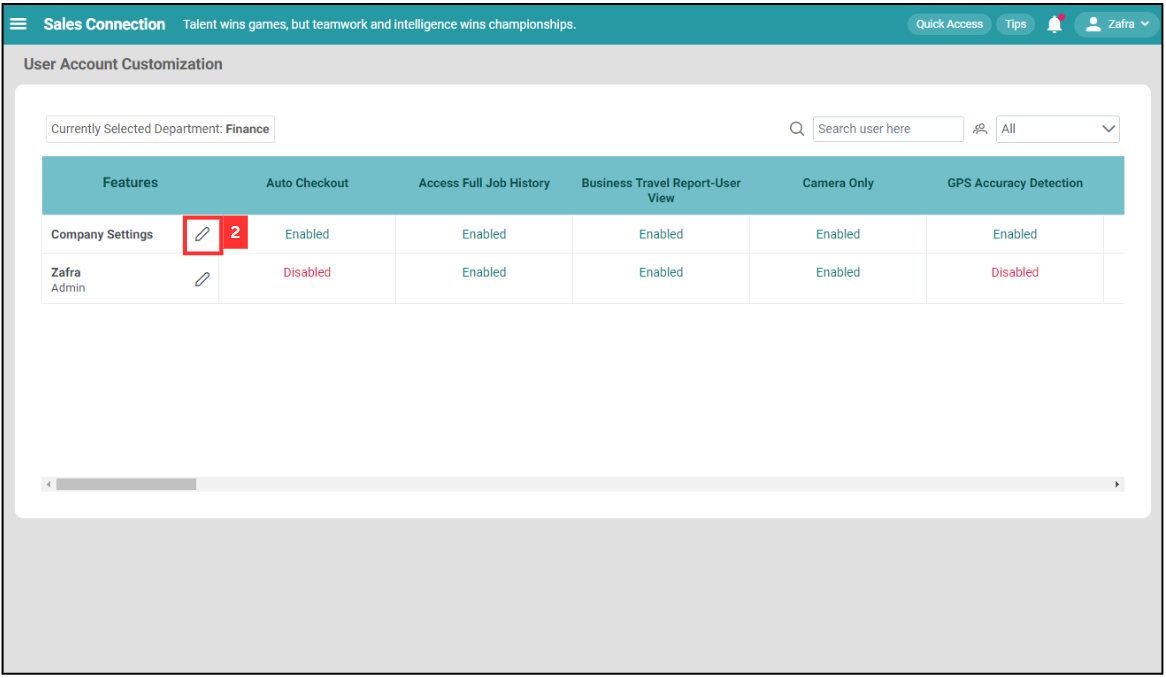 Sales Connection Talent wins games, but teamwork and intelligence wins championships. Quick Access Tips Zafra
User Account Customization
Currently Selected Department: Finance Search user here All
Features Auto Checkout Access Full Job History Business Travel Report-User View Camera Only GPS Accuracy Detection
Company Settings 2 Enabled Enabled Enabled Enabled Enabled
Zafra Disabled Enabled Enabled Enabled Disabled
Admin